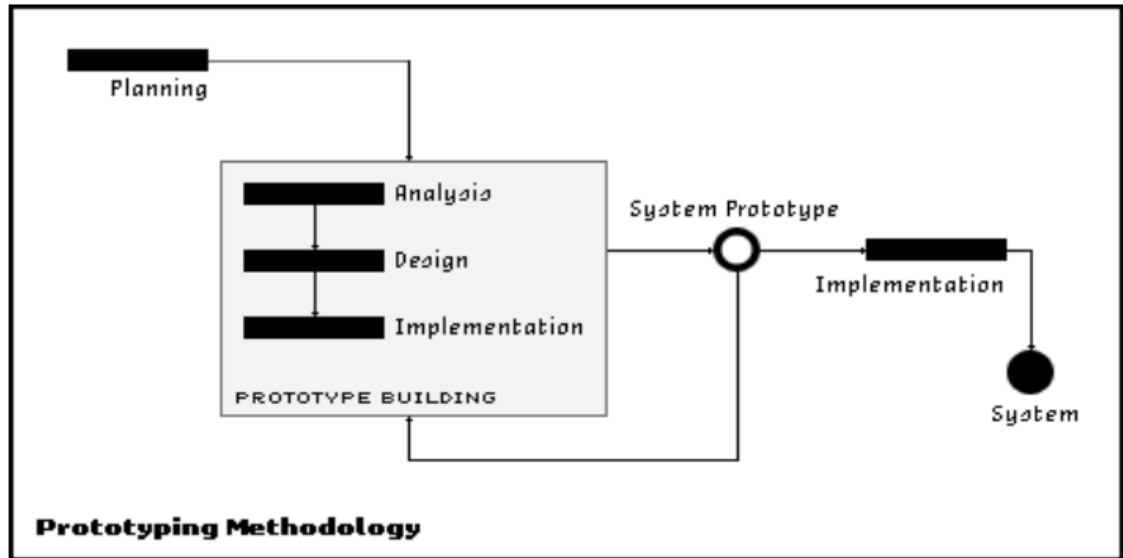 Planning
Analysis
Design
Implementation
PROTOTYPE BUILDING
System Prototype
Implementation
System
Prototyping Methodology